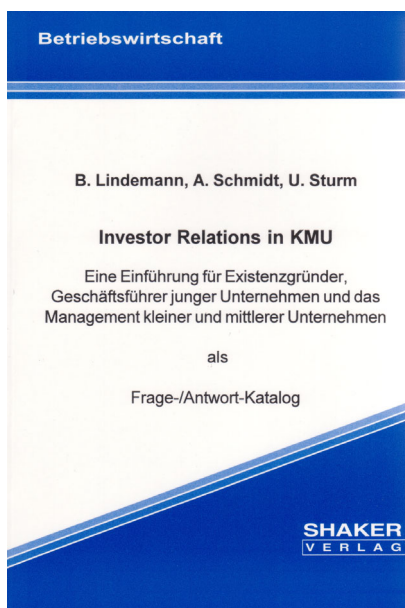 Betriebswirtschaft
B. Lindemann, A. Schmidt, U. Sturm
Investor Relations in KMU
Eine Einführung für Existenzgründer,
Geschäftsführer junger Unternehmen und das
Management kleiner und mittlerer Unternehmen
als
Frage-/Antwort-Katalog
SHAKER
VERLAG